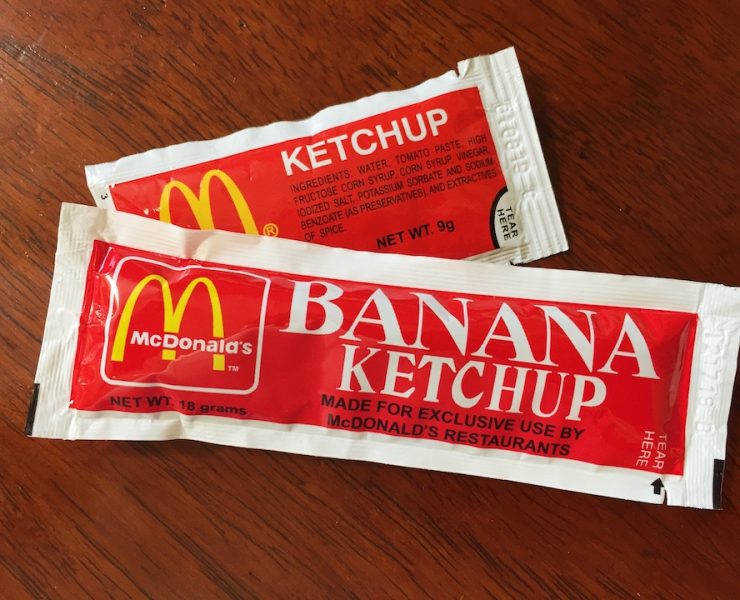 KETCHUP
INGREDIENTS: WATER, TOMATO PASTE, HIGH
FRUCTOSE CORN SYRUP, CORN SYRUP, VINEGAR,
IODIZED SALT, POTASSIUM SORBATE AND SODIUM
BENZOATE (AS PRESERVATIVES), AND EXTRACTIVES
OF SPICE.
NET WT. 9g
®
TEAR
HERE
3
McDonald's
TM
BANANA
KETCHUP
NET WT. 18 grams
MADE FOR EXCLUSIVE USE BY
McDONALD'S RESTAURANTS
TEAR
HERE